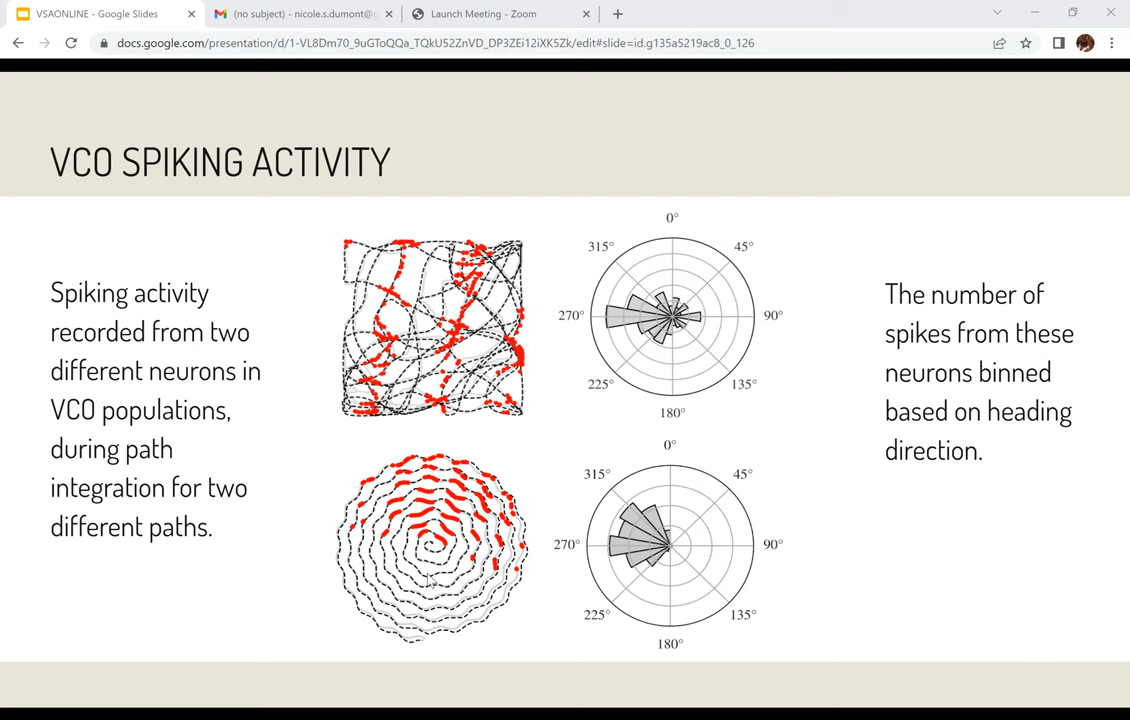 VSAONLINE - Google Slides
(no subject) - nicole.s.dumont@g
Launch Meeting - Zoom
docs.google.com/presentation/d/1-VL8Dm70_9uGToQQa_TQkU52ZnVD_DP3ZEi12iXK5Zk/edit#slide=id.g135a5219ac8_0_126
VCO SPIKING ACTIVITY
Spiking activity
recorded from two
different neurons in
VCO populations,
during path
integration for two
different paths.
0°
315° 45°
270° 90°
225° 135°
180°
0°
315° 45°
270° 90°
225° 135°
180°
The number of
spikes from these
neurons binned
based on heading
direction.